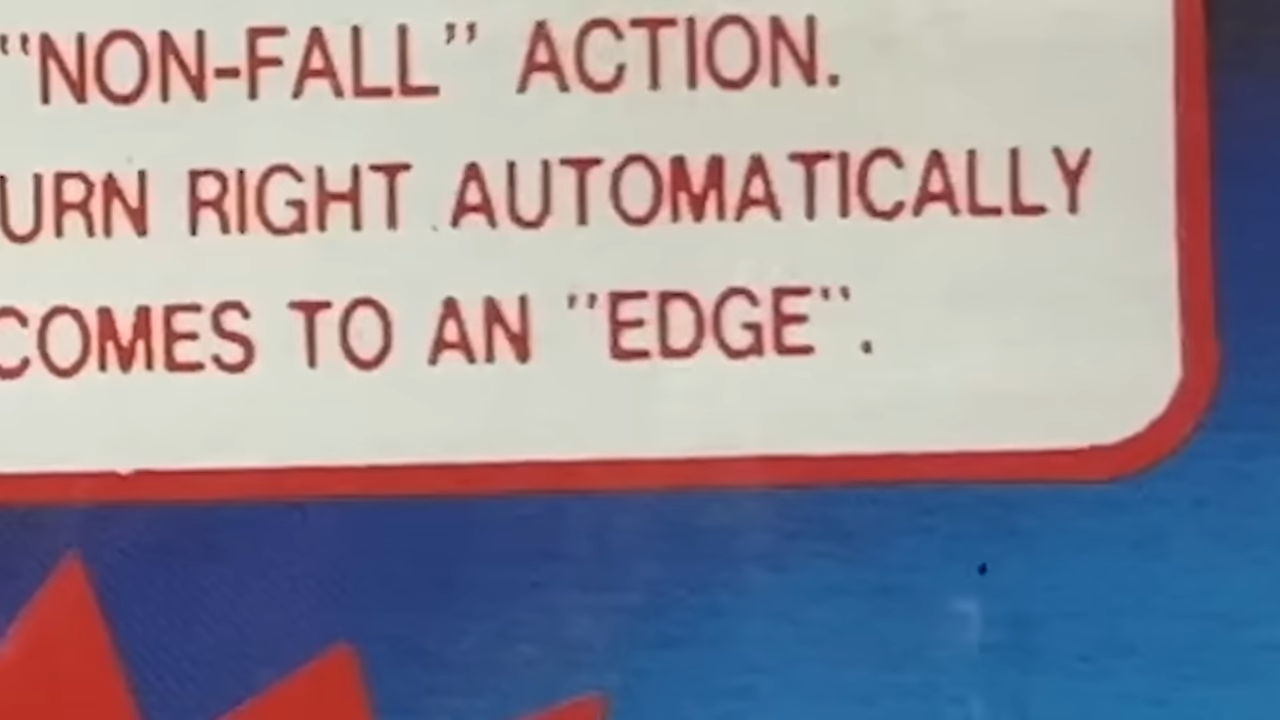 "NON-FALL" ACTION.
URN RIGHT AUTOMATICALLY
COMES TO AN "EDGE".